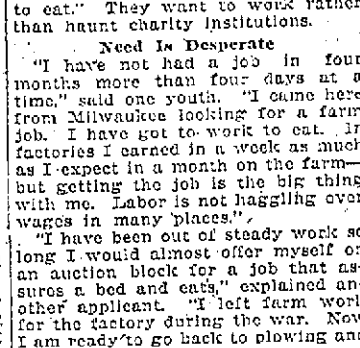 to eat." They want to work rather
than haunt charity institutions.
Need Is Desperate
"I have not had a job in four
months more than four days at a
time," said one youth. "I came here
from Milwaukee looking for a farm
job. I have got to work to eat. In
factories I earned in a week as much
as I expect in a month on the farm—
but getting the job is the big thing
with me. Labor is not haggling over
wages in many places."
"I have been out of steady work so
long I would almost offer myself on
an auction block for a job that as-
sures a bed and eats," explained an-
other applicant. "I left farm work
for the factory during the war. Now
I am ready to go back to plowing and